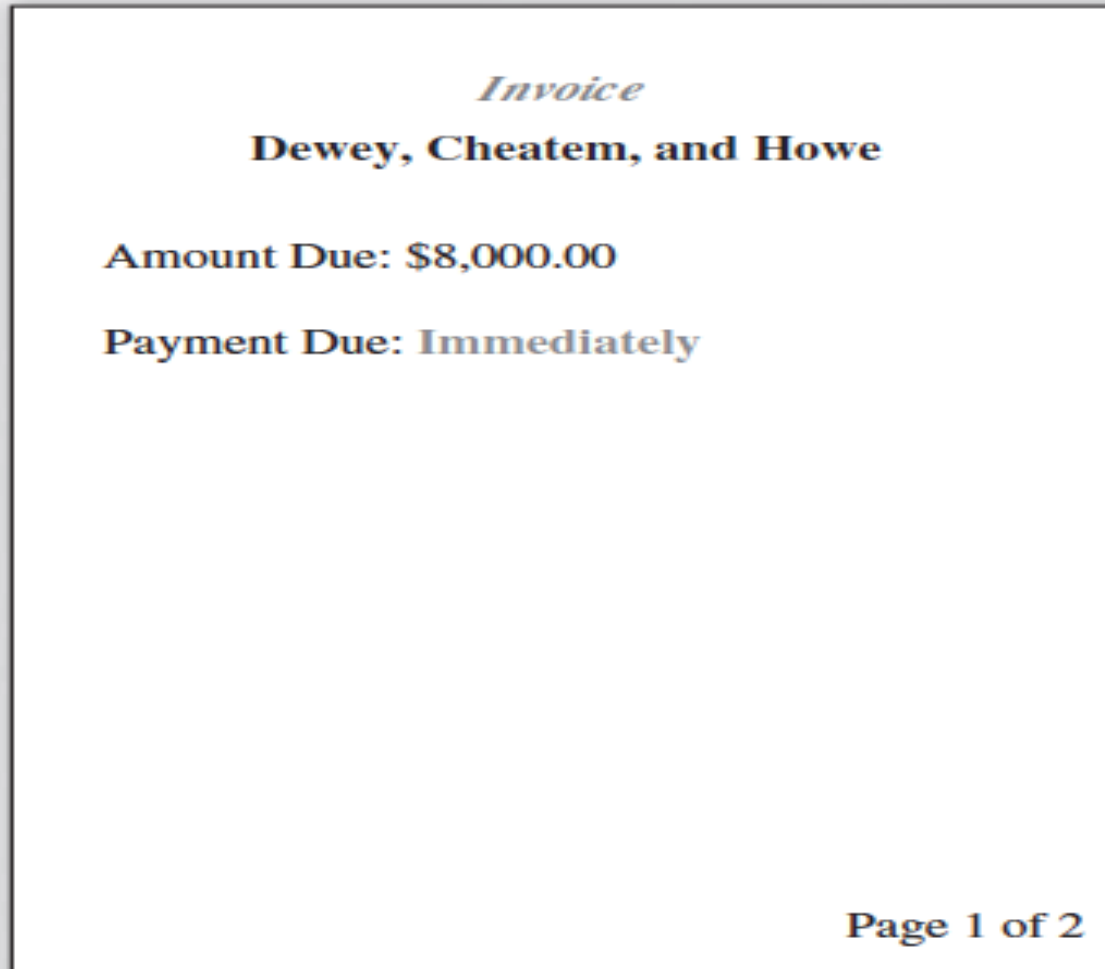 Invoice
Dewey, Cheatem, and Howe
Amount Due: $8,000.00
Payment Due: Immediately
Page 1 of 2